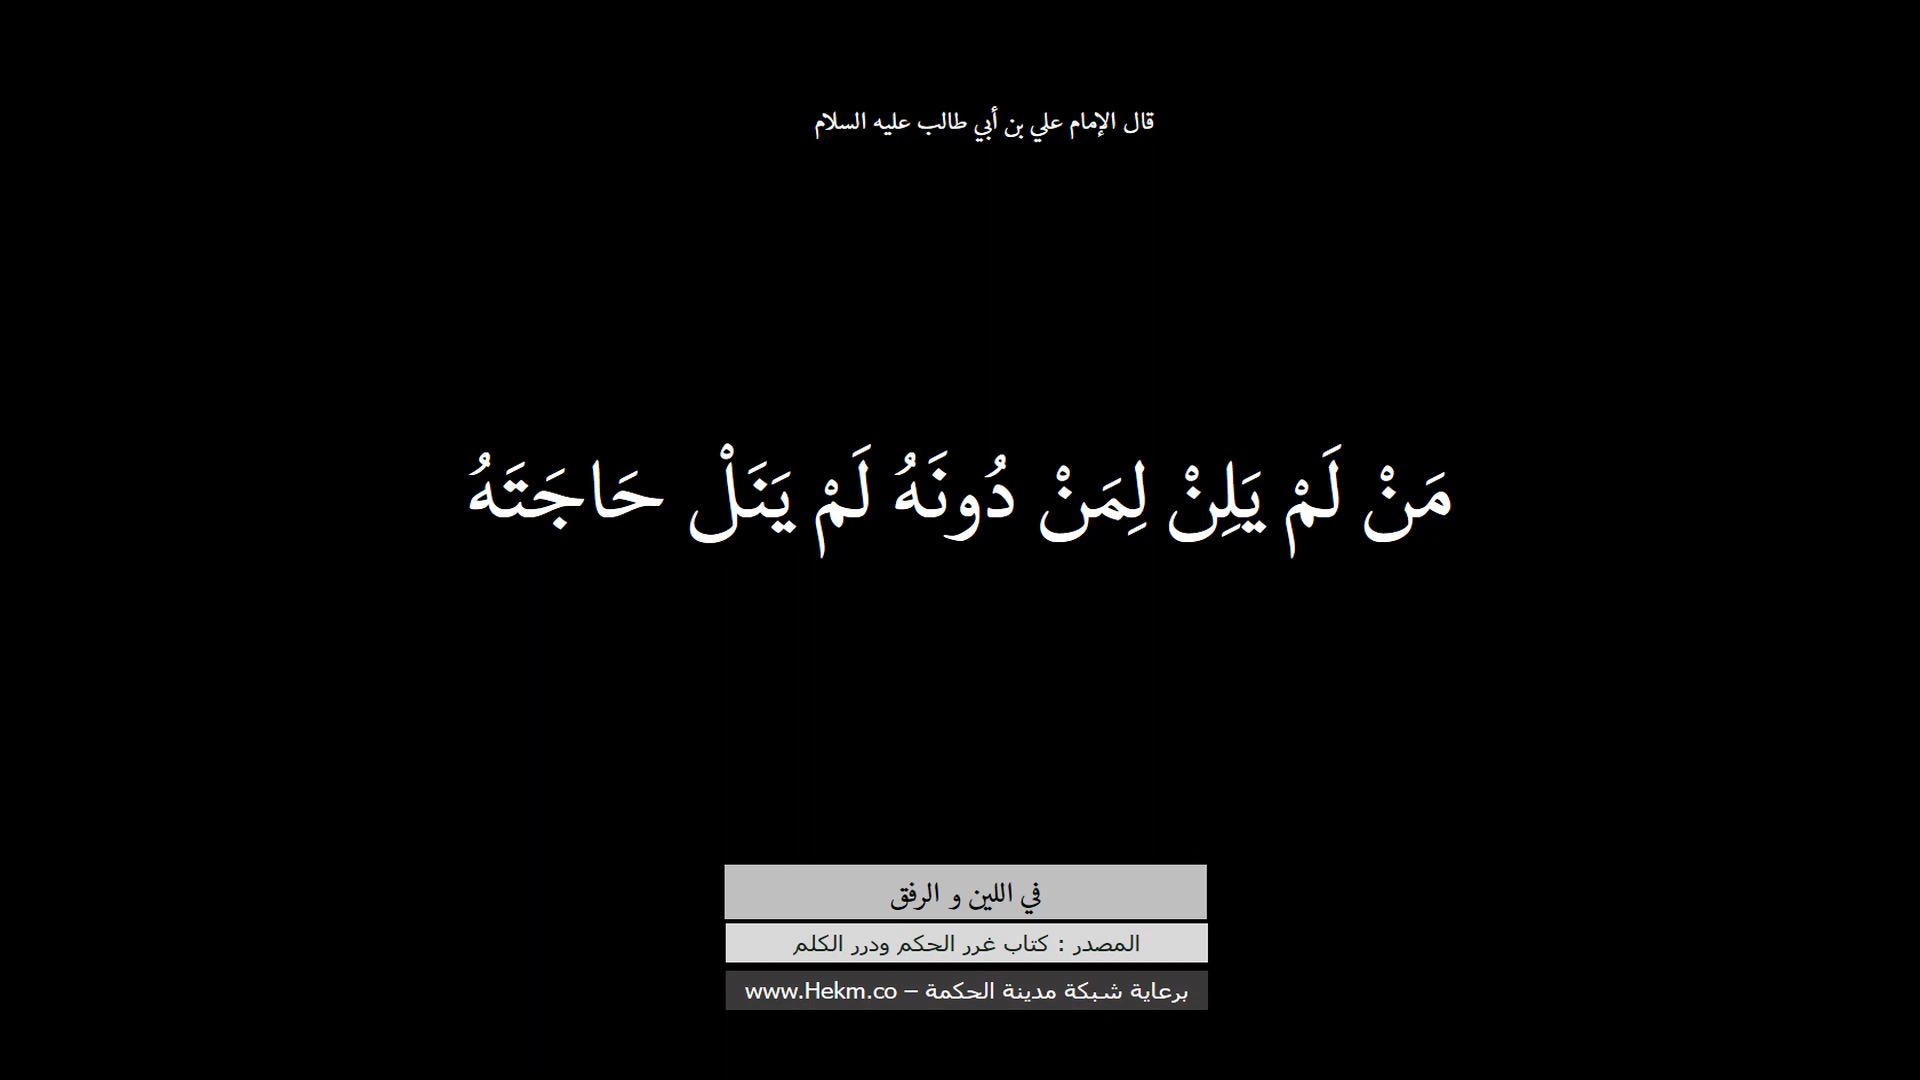 قال الإمام علي بن أبي طالب عليه السلام
مَنْ لَمْ يَلِنْ لِمَنْ دُونَهُ لَمْ يَنَلْ حَاجَتَهُ
في اللين و الرفق
المصدر : كتاب غرر الحكم ودرر الكلم
برعاية شبكة مدينة الحكمة – www.Hekm.co